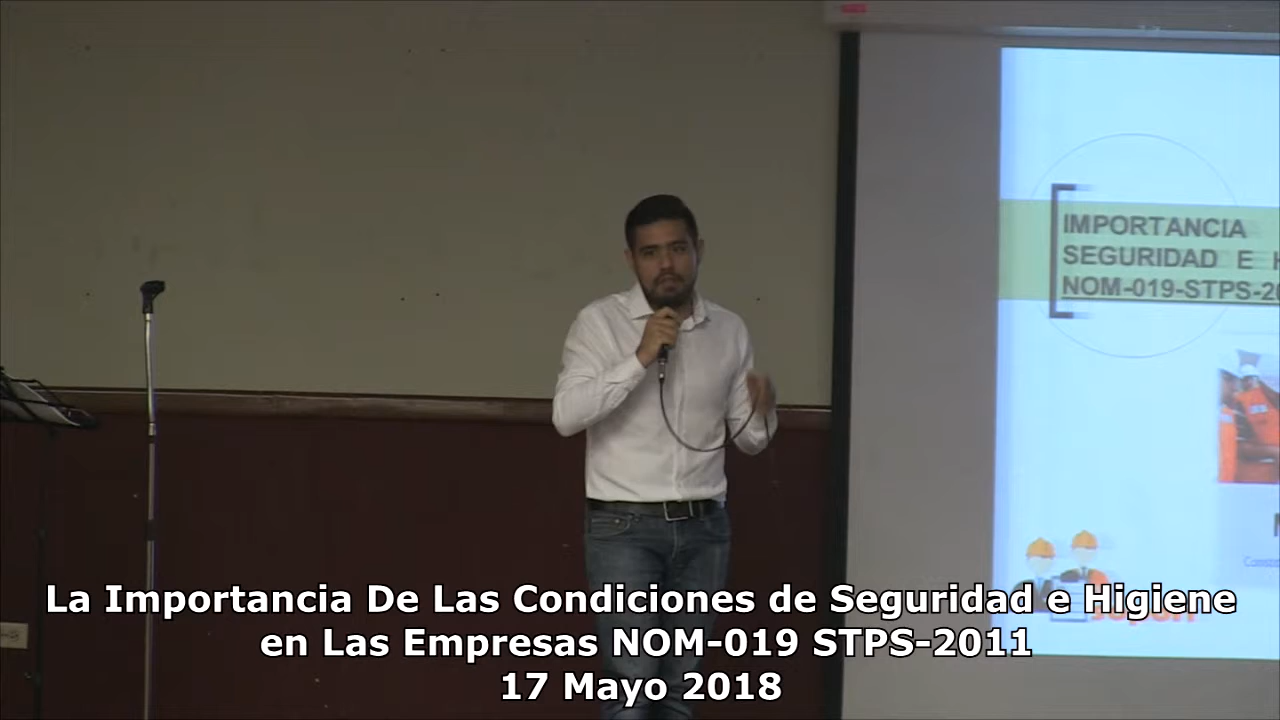 IMPORTANCIA
SEGURIDAD E
NOM-019-STPS-20
La Importancia De Las Condiciones de Seguridad e Higiene
en Las Empresas NOM-019 STPS-2011
17 Mayo 2018